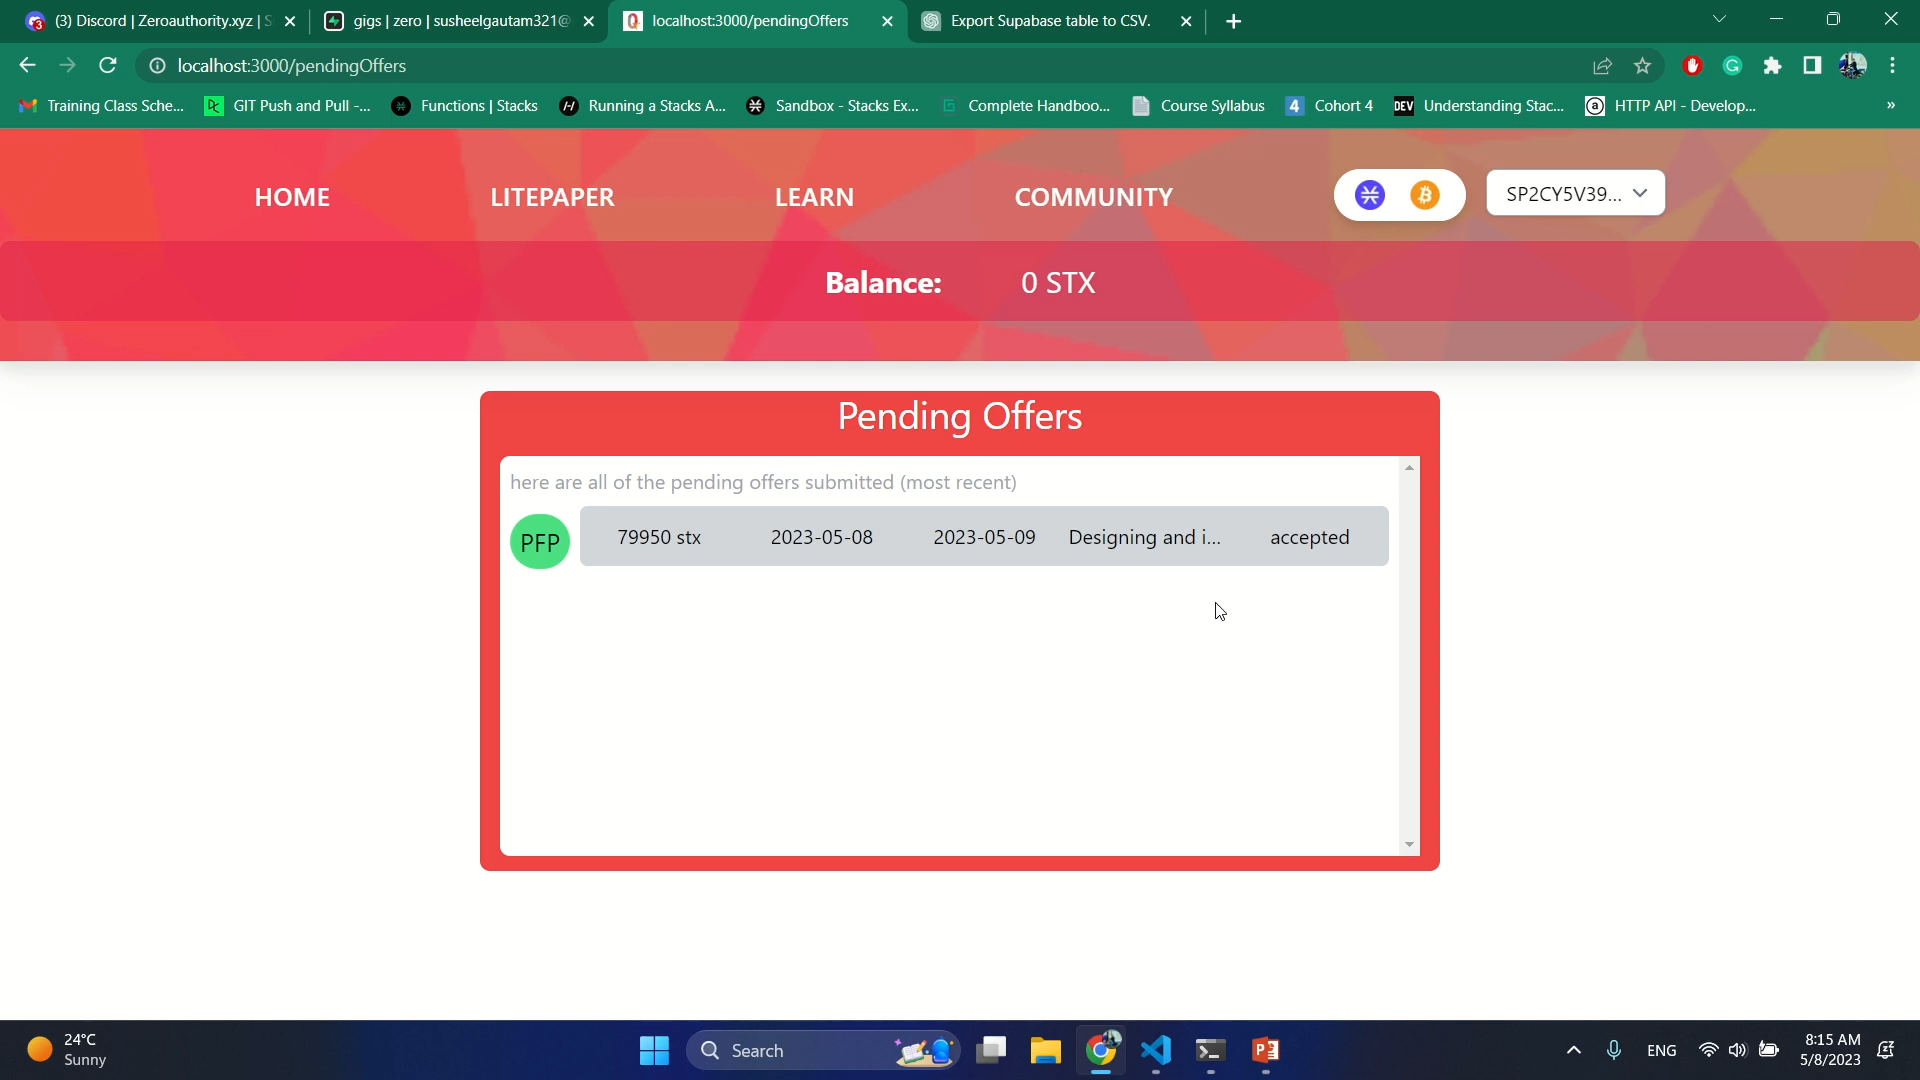 (3) Discord | Zeroauthority.xyz | S
gigs | zero | susheelgautam321@
localhost:3000/pendingOffers
Export Supabase table to CSV.
localhost:3000/pendingOffers
Training Class Sche...
GIT Push and Pull -...
Functions | Stacks
Running a Stacks A...
Sandbox - Stacks Ex...
Complete Handboo...
Course Syllabus
4 Cohort 4
DEV Understanding Stac...
HTTP API - Develop...
»
HOME
LITEPAPER
LEARN
COMMUNITY
SP2CY5V39...
Balance: 0 STX
Pending Offers
here are all of the pending offers submitted (most recent)
PFP 79950 stx 2023-05-08 2023-05-09 Designing and i... accepted
24°C
Sunny
Search
ENG
8:15 AM
5/8/2023